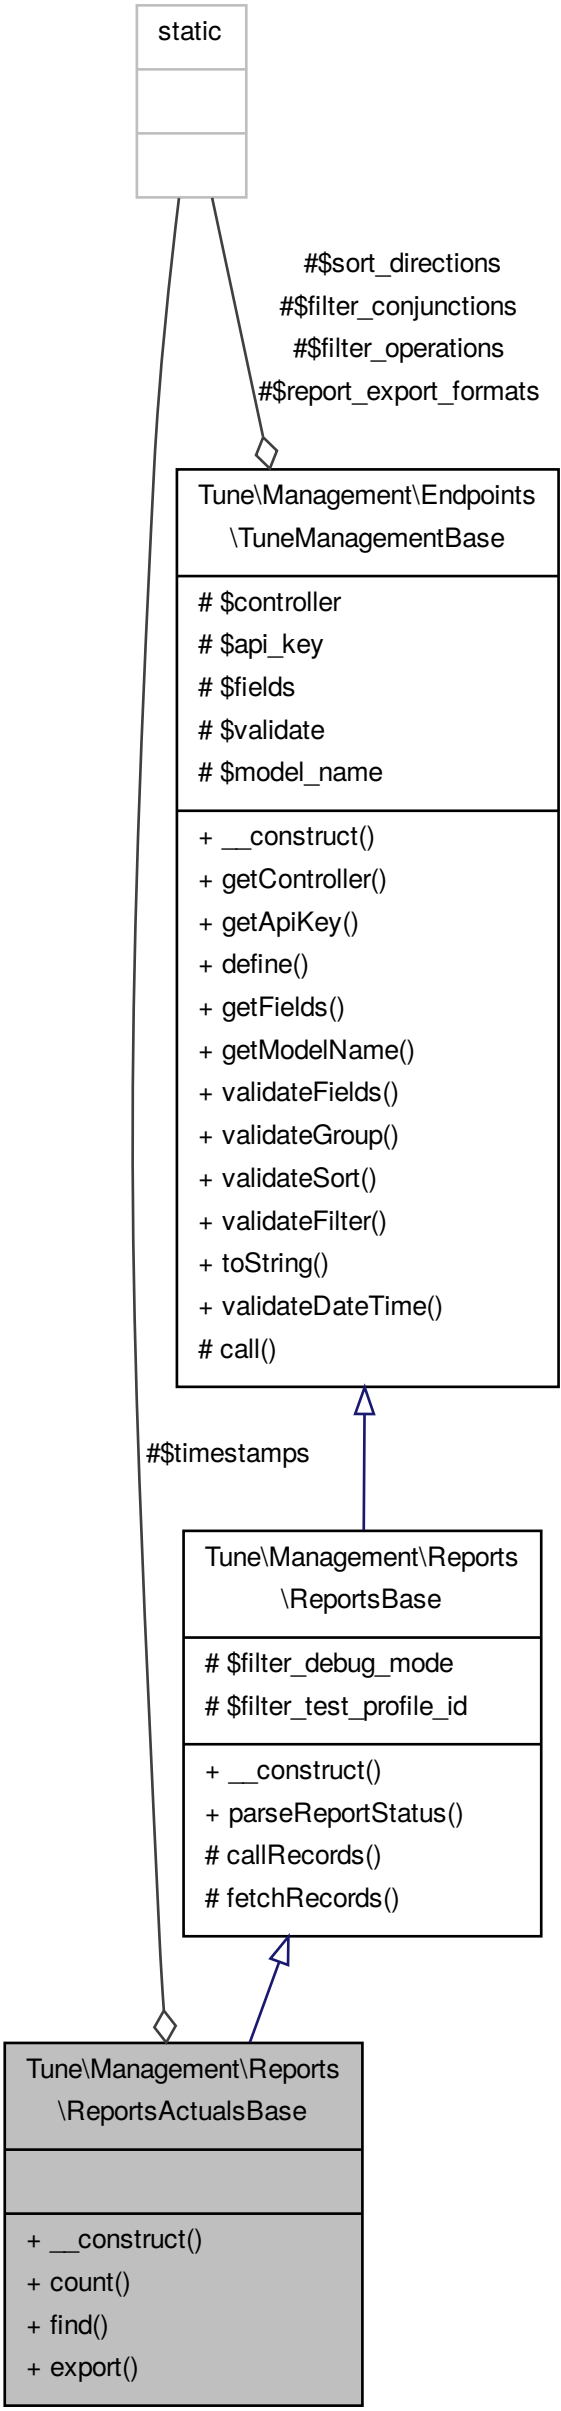 static
#$sort_directions
#$filter_conjunctions
#$filter_operations
#$report_export_formats
Tune\Management\Endpoints
\TuneManagementBase
# $controller
# $api_key
# $fields
# $validate
# $model_name
+ __construct()
+ getController()
+ getApiKey()
+ define()
+ getFields()
+ getModelName()
+ validateFields()
+ validateGroup()
+ validateSort()
+ validateFilter()
+ toString()
+ validateDateTime()
# call()
#$timestamps
Tune\Management\Reports
\ReportsBase
# $filter_debug_mode
# $filter_test_profile_id
+ __construct()
+ parseReportStatus()
# callRecords()
# fetchRecords()
Tune\Management\Reports
\ReportsActualsBase
+ __construct()
+ count()
+ find()
+ export()